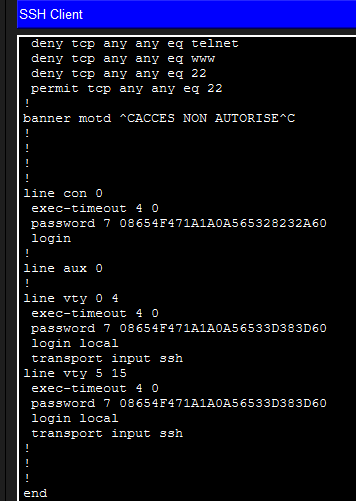 SSH Client
deny tcp any any eq telnet
deny tcp any any eq www
deny tcp any any eq 22
permit tcp any any eq 22
!
banner motd ^CACCES NON AUTORISE^C
!
!
!
!
line con 0
exec-timeout 4 0
password 7 08654F471A1A0A565328232A60
login
!
line aux 0
!
line vty 0 4
exec-timeout 4 0
password 7 08654F471A1A0A56533D383D60
login local
transport input ssh
line vty 5 15
exec-timeout 4 0
password 7 08654F471A1A0A56533D383D60
login local
transport input ssh
!
!
!
end